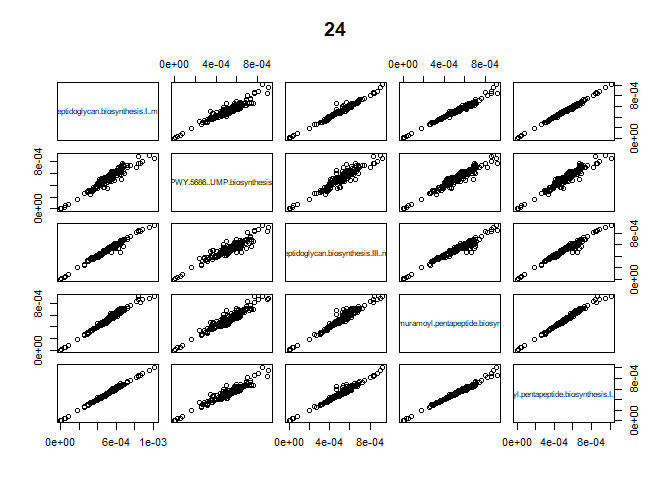 24
0e+00 4e-04 8e-04 0e+00 4e-04 8e-04
eptidoglycan.biosynthesis.I..m
0e+00 8e-04
0e+00 8e-04
PWY.5686..UMP.biosynthesis
eptidoglycan.biosynthesis.III..m
0e+00 8e-04
0e+00 8e-04
muramoyl.pentapeptide.biosyn
yl.pentapeptide.biosynthesis.I.
0e+00 8e-04
0e+00 6e-04 1e-03 0e+00 4e-04 8e-04 0e+00 4e-04 8e-04